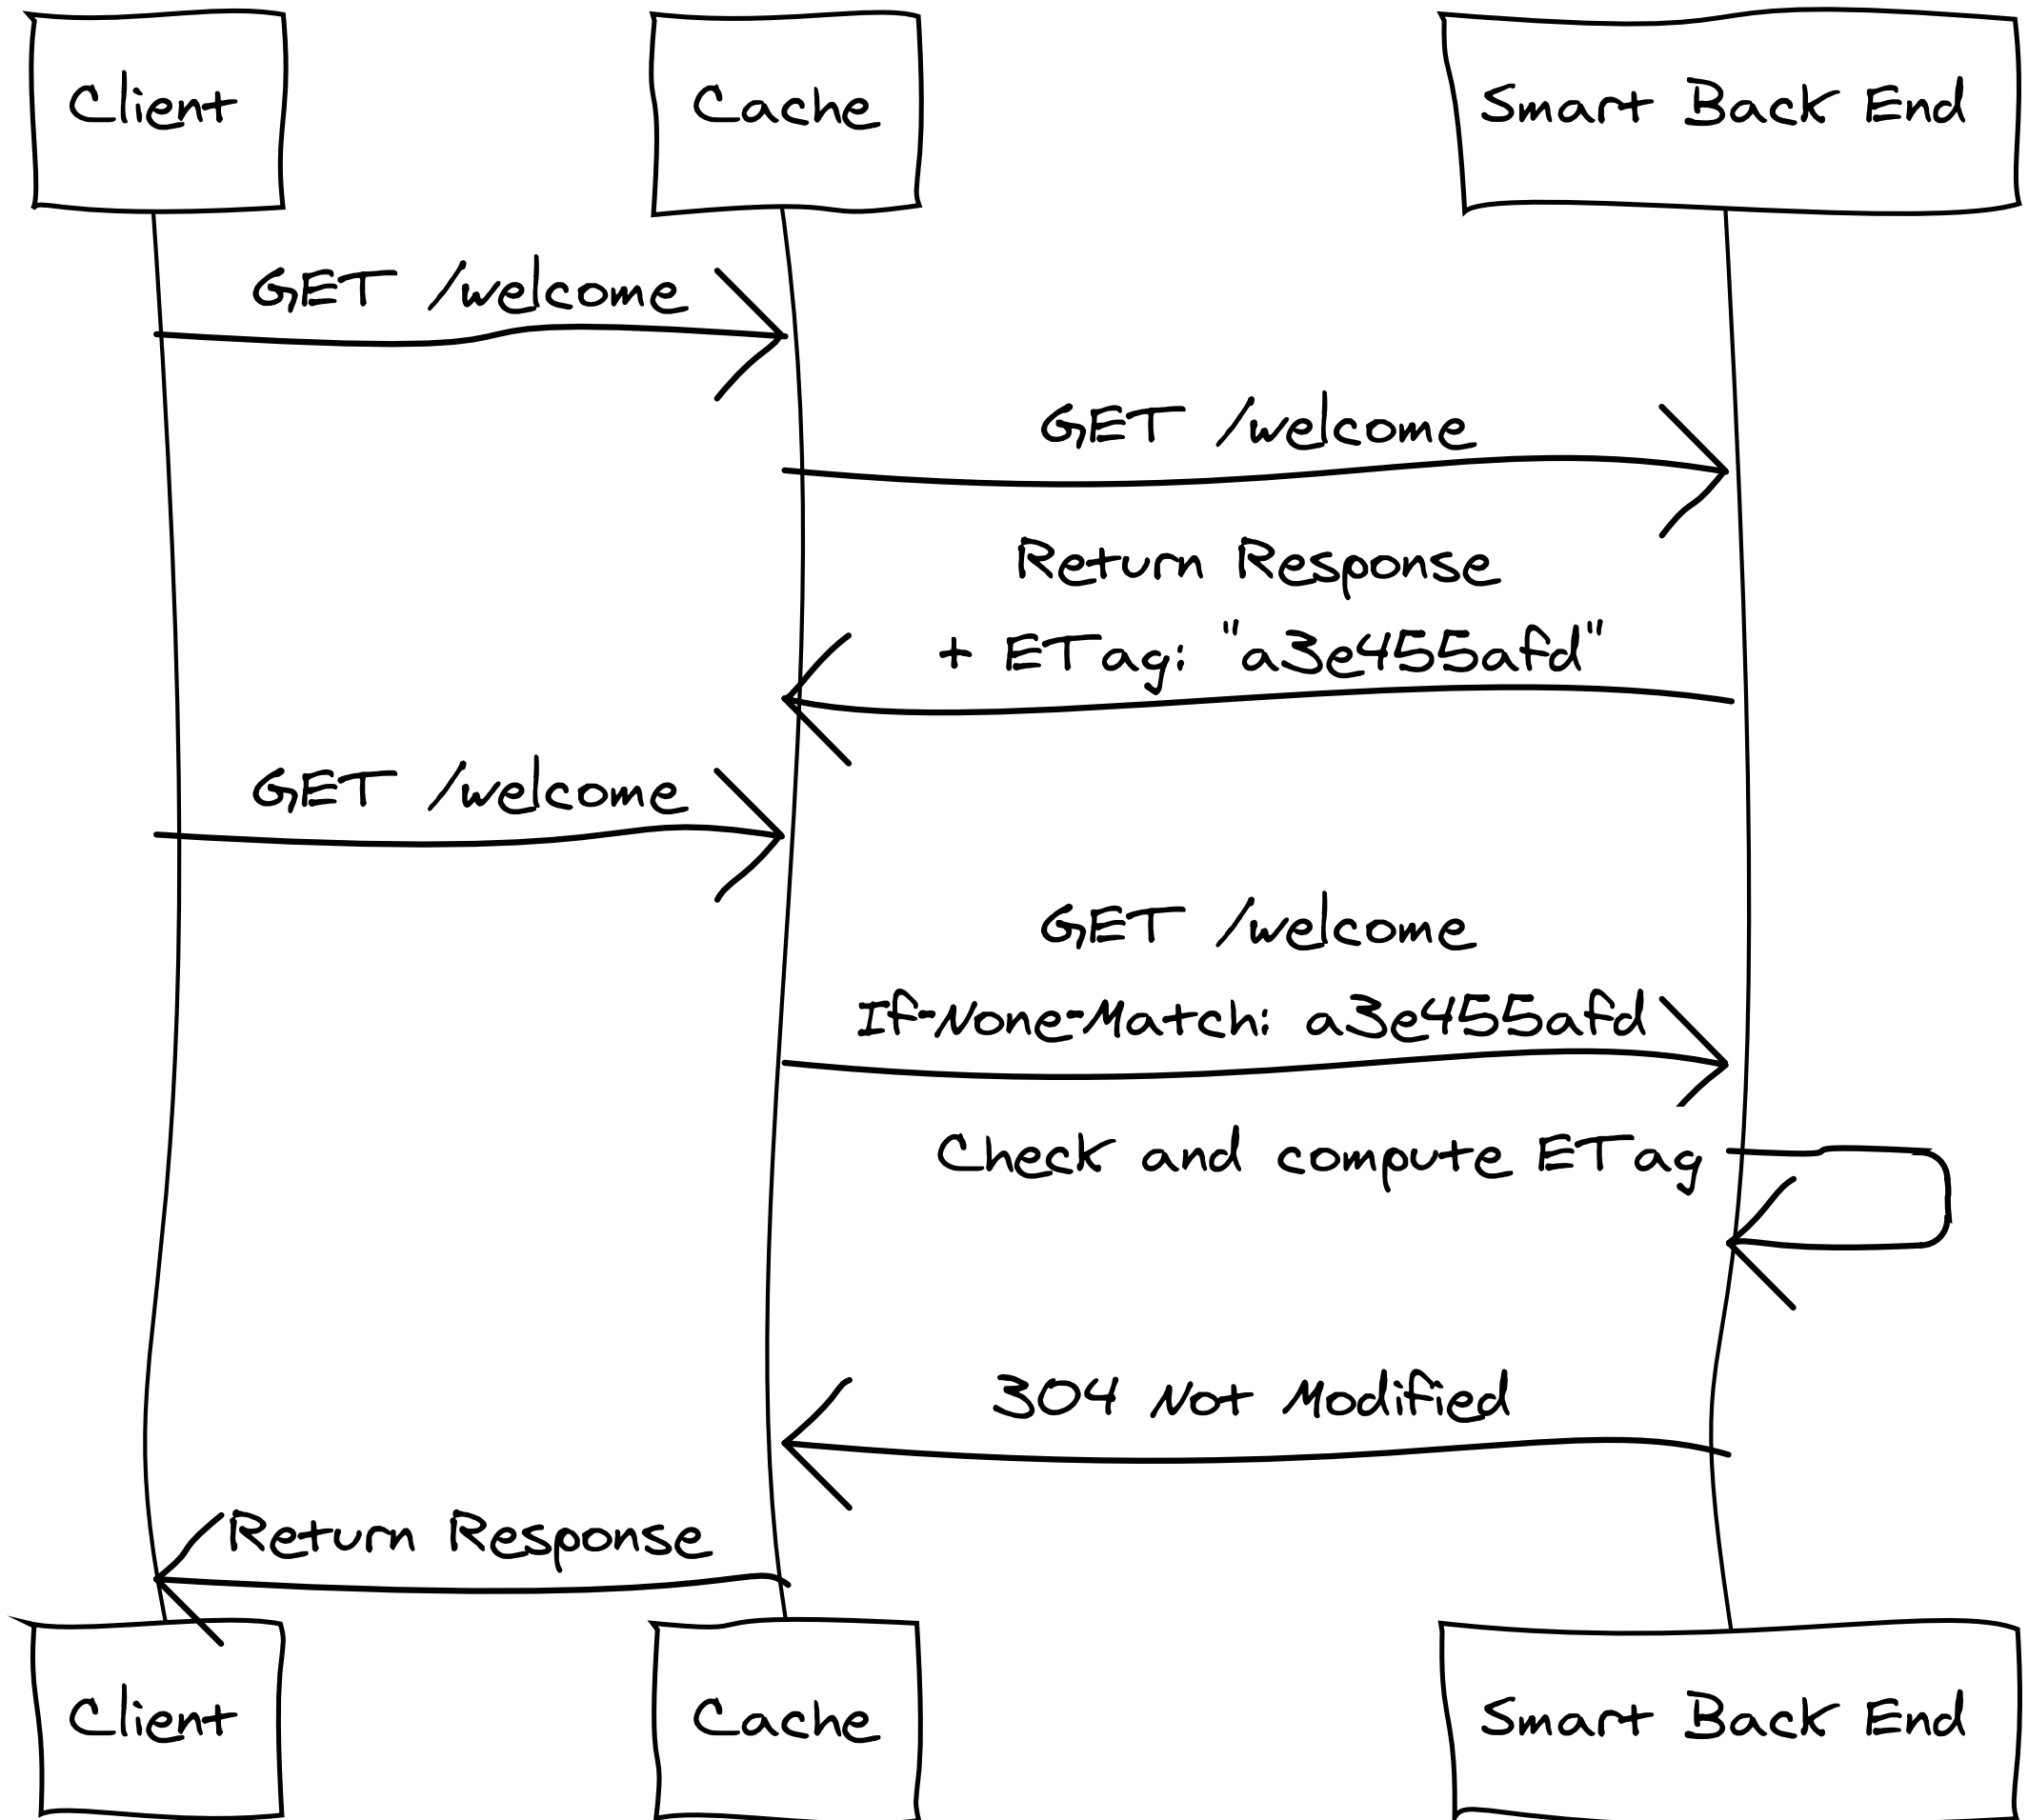 Client
Cache
Smart Back End
GET /welcome
GET /welcome
Return Response
+ ETag: "a3e455afd"
GET /welcome
GET /welcome
If-None-Match: a3e455afd
Check and compute ETag
304 Not Modified
Return Response
Client
Cache
Smart Back End